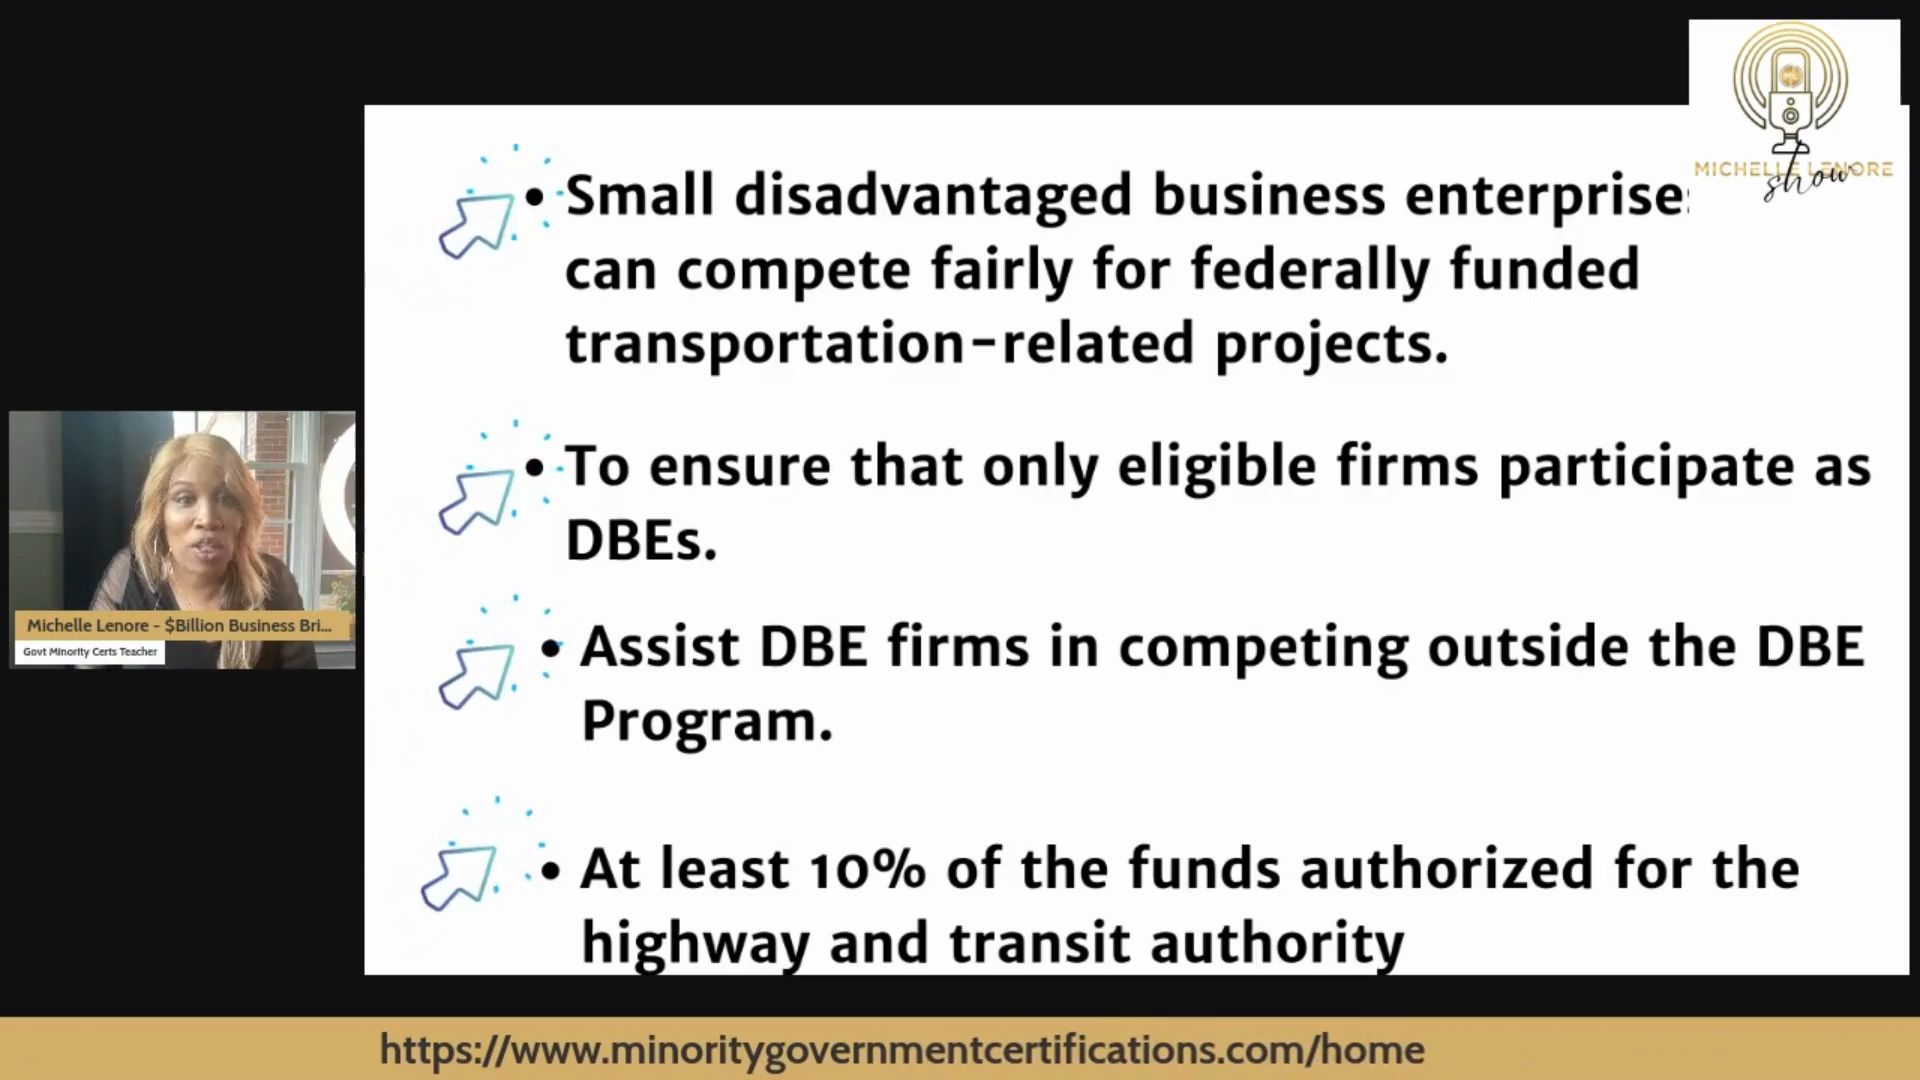 MICHELLE LENORE
show
• Small disadvantaged business enterprises
can compete fairly for federally funded
transportation-related projects.
• To ensure that only eligible firms participate as
DBEs.
• Assist DBE firms in competing outside the DBE
Program.
• At least 10% of the funds authorized for the
highway and transit authority
Michelle Lenore - $Billion Business Bri...
Govt Minority Certs Teacher
https://www.minoritygovernmentcertifications.com/home